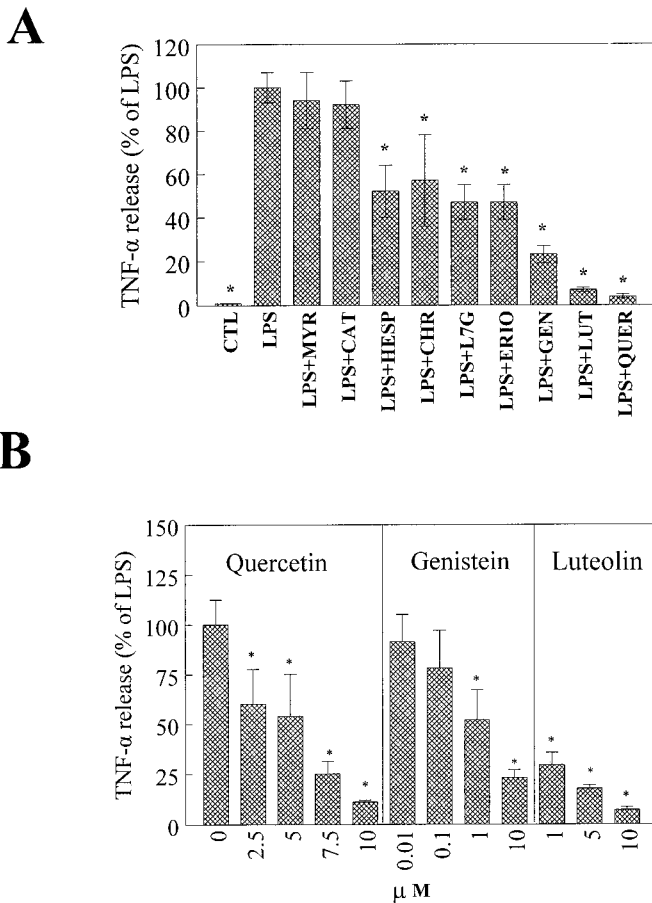 A
TNF-α release (% of LPS)
120
100
80
60
40
20
0
* * * * * * * *
CTL
LPS
LPS+MYR
LPS+CAT
LPS+HESP
LPS+CHR
LPS+L7G
LPS+ERIO
LPS+GEN
LPS+LUT
LPS+QUER
B
TNF-α release (% of LPS)
150
125
100
75
50
25
0
Quercetin
Genistein
Luteolin
* * * * * * * * *
0
2.5
5
7.5
10
0.01
0.1
1
10
1
5
10
μ M